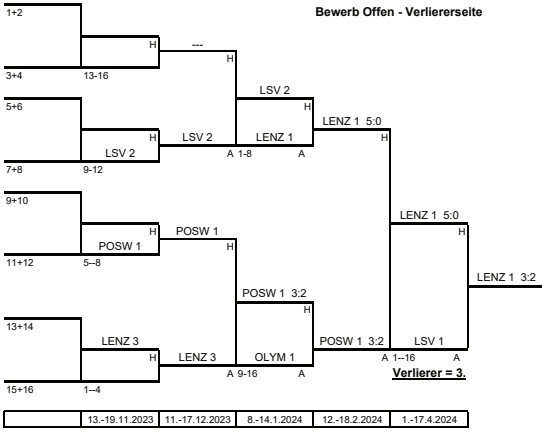 Bewerb Offen - Verliererseite
1+2
H
---
3+4
13-16
H
5+6
LSV 2
H
LENZ 1 5:0
H
LSV 2
LENZ 1
H
LSV 2
A 1-8
A
7+8
9-12
9+10
LENZ 1 5:0
H
POSW 1
H
POSW 1
H
11+12
5--8
LENZ 1 3:2
POSW 1 3:2
H
13+14
LENZ 3
POSW 1 3:2
LSV 1
H
LENZ 3
OLYM 1
A 1--16
A
A 9-16
A
Verlierer = 3.
15+16
1--4
13.-19.11.2023
11.-17.12.2023
8.-14.1.2024
12.-18.2.2024
1.-17.4.2024